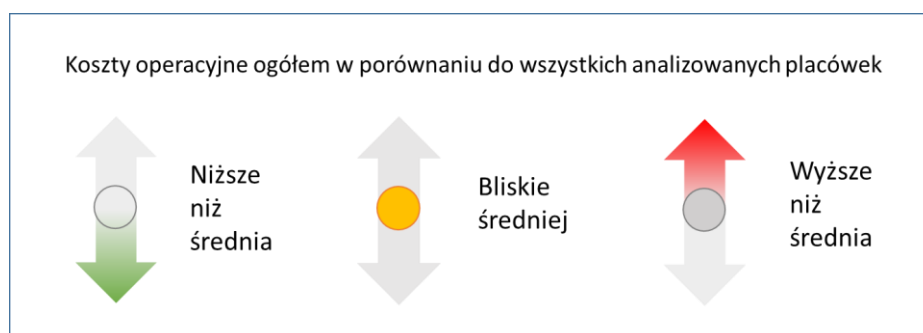 Koszty operacyjne ogółem w porównaniu do wszystkich analizowanych placówek
Niższe
niż
średnia
Bliskie
średniej
Wyższe
niż
średnia